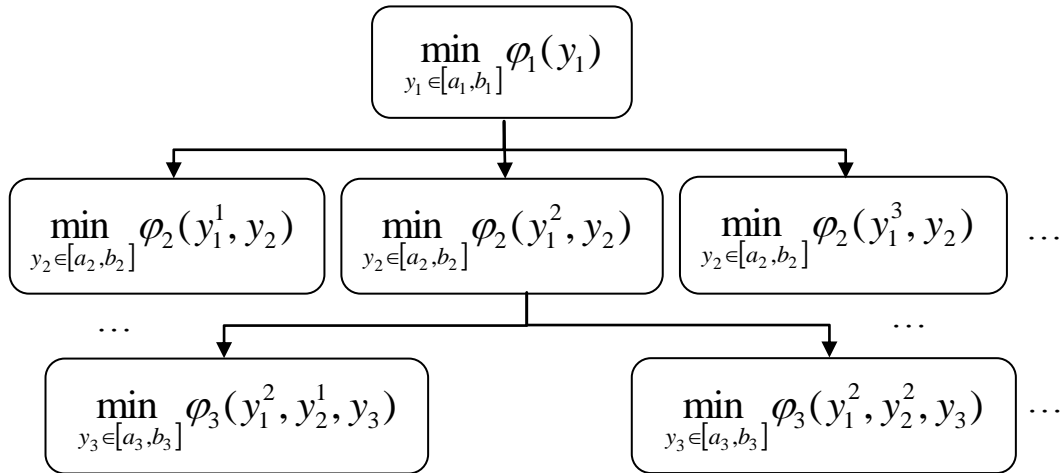 min φ₁(y₁)
y₁∈[a₁,b₁]
min φ₂(y₁¹, y₂) min φ₂(y₁², y₂) min φ₂(y₁³, y₂) ...
y₂∈[a₂,b₂] y₂∈[a₂,b₂] y₂∈[a₂,b₂]
... ...
min φ₃(y₁², y₂¹, y₃) min φ₃(y₁², y₂², y₃) ...
y₃∈[a₃,b₃] y₃∈[a₃,b₃]